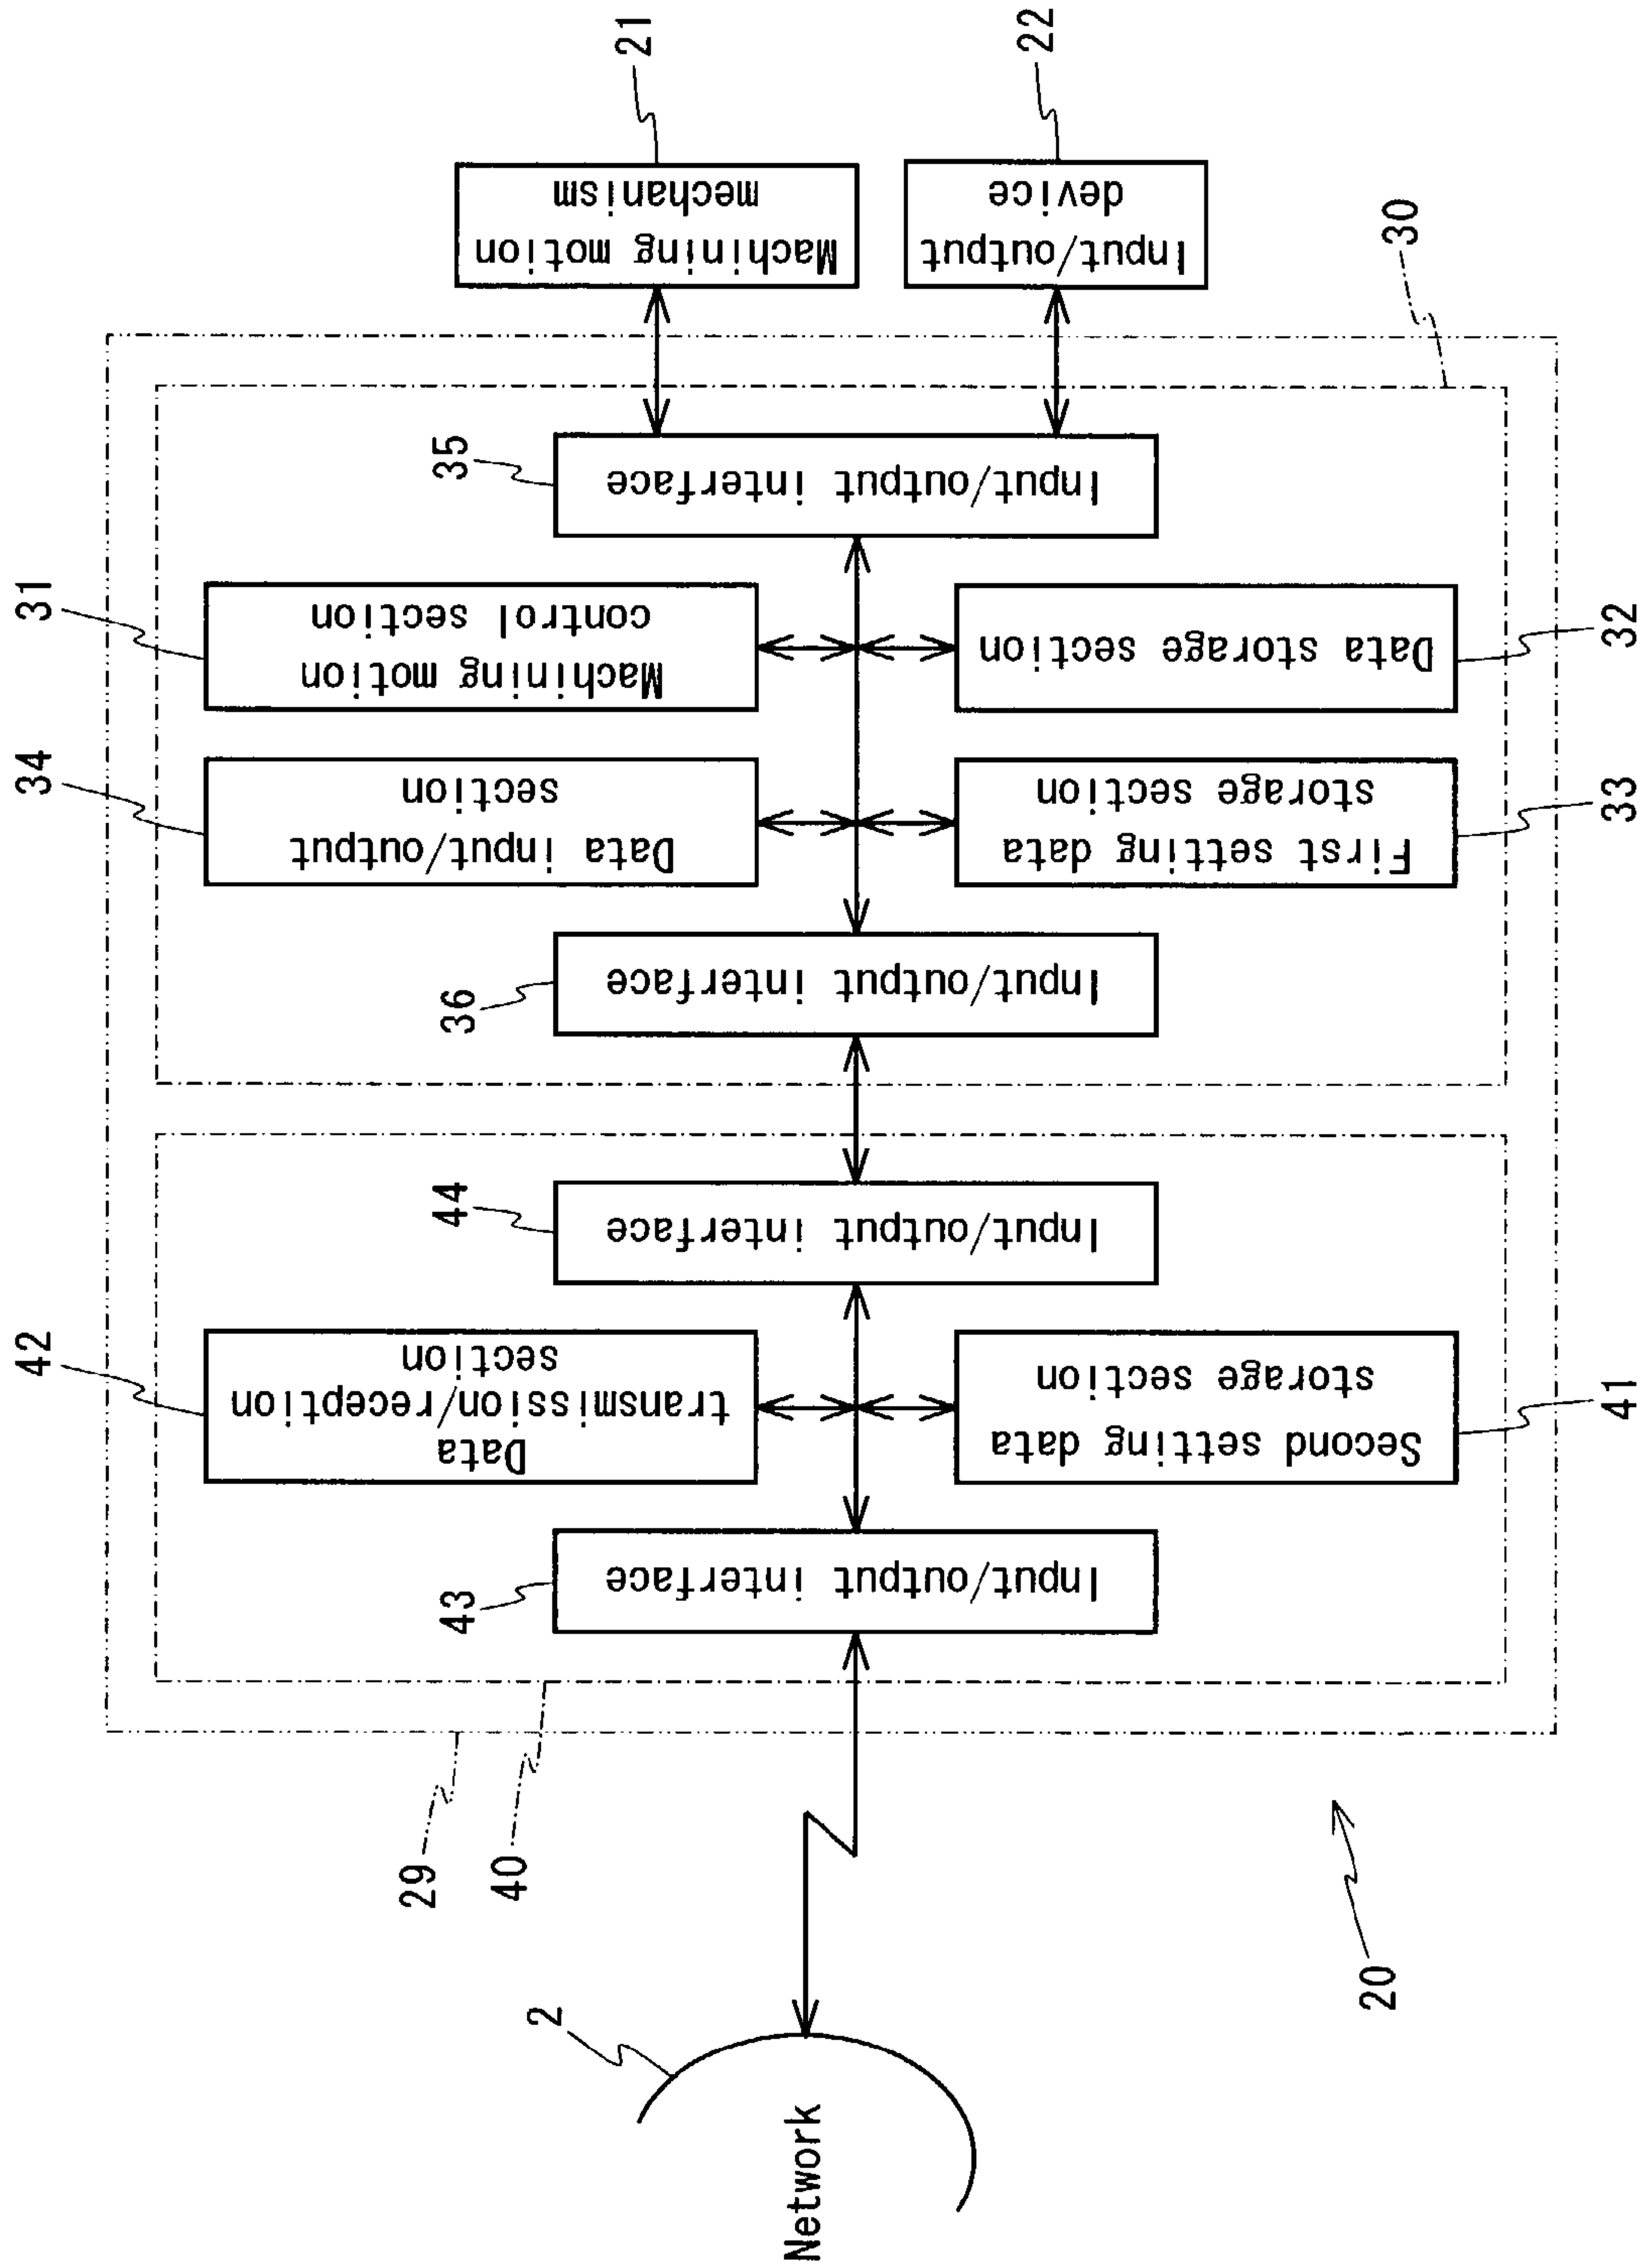 21
22
Machining motion
mechanism
Input/output
device
30
35
Input/output interface
31
Machining motion
control section
Data storage section
32
34
Data input/output
section
First setting data
storage section
33
36
Input/output interface
44
Input/output interface
42
Data
transmission/reception
section
Second setting data
storage section
41
43
Input/output interface
29
40
20
2
Network